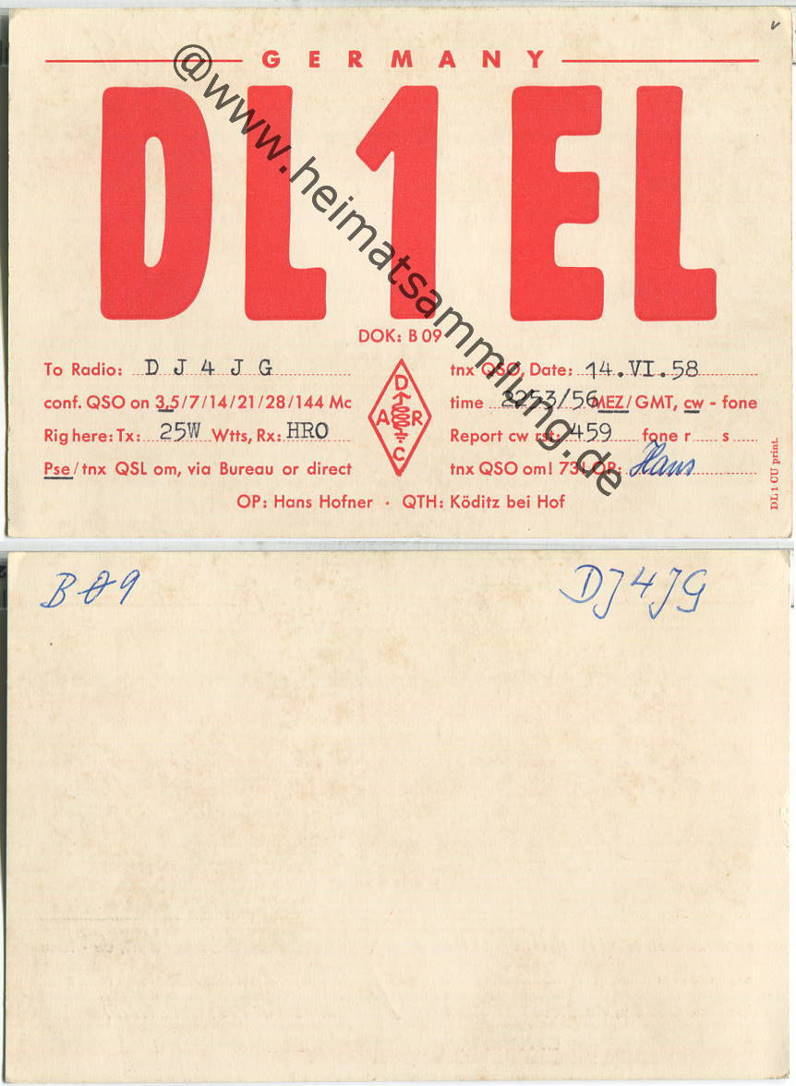 GERMANY
DL1EL
DOK: B 09
To Radio: DJ4JG
conf. QSO on 3,5/7/14/21/28/144 Mc
Rig here: Tx: 25W Wtts, Rx: HRO
Pse/tnx QSL om, via Bureau or direct
DARC
tnx QSO, Date: 14.VI.58
time 2253/56 MEZ/GMT, cw - fone
Report cw rst: 459 fone r s
tnx QSO om! 73! OP: Hans
OP: Hans Hofner · QTH: Köditz bei Hof
DL 1 CU print.
@www.heimatsammlung.de
B09 DJ4JG